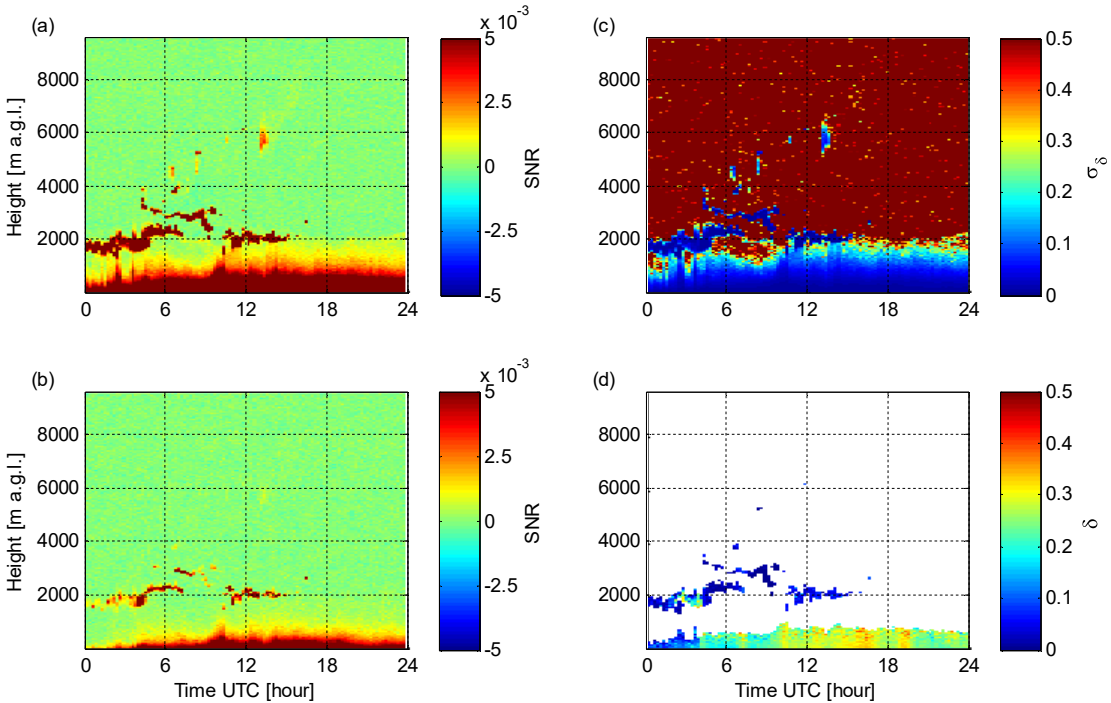 (a)
x 10-3
(c)
5
0.5
8000
8000
2.5
0.4
6000
6000
0.3
Height [m a.g.l.]
0
SNR
σδ
4000
4000
0.2
-2.5
2000
2000
0.1
-5
0
0 6 12 18 24
0 6 12 18 24
(b)
x 10-3
(d)
5
0.5
8000
8000
2.5
0.4
6000
6000
0.3
Height [m a.g.l.]
0
SNR
δ
4000
4000
0.2
-2.5
2000
2000
0.1
-5
0
0 6 12 18 24
0 6 12 18 24
Time UTC [hour]
Time UTC [hour]